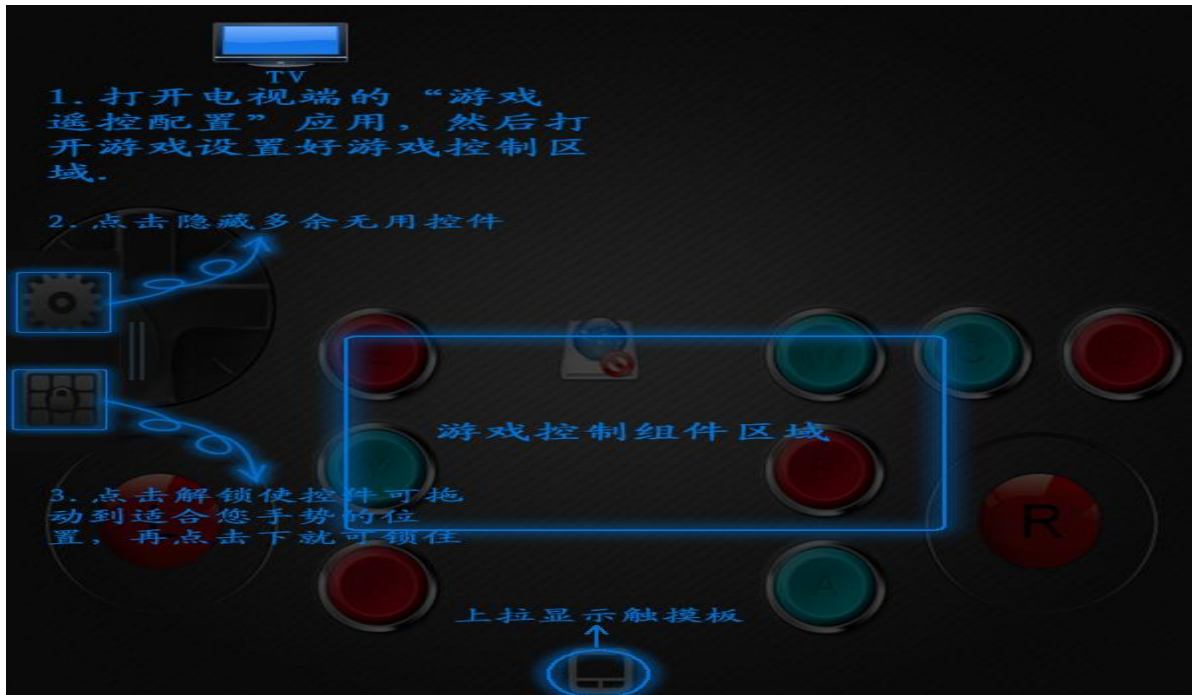 TV
1. 打开电视端的 “游戏
遥控配置” 应用, 然后打
开游戏设置好游戏控制区
域.
2. 点击隐藏多余无用控件
W
C
游戏控制组件区域
Y
3. 点击解锁使控件可拖
动到适合您手势的位
置, 再点击下就可锁住
R
A
上拉显示触摸板